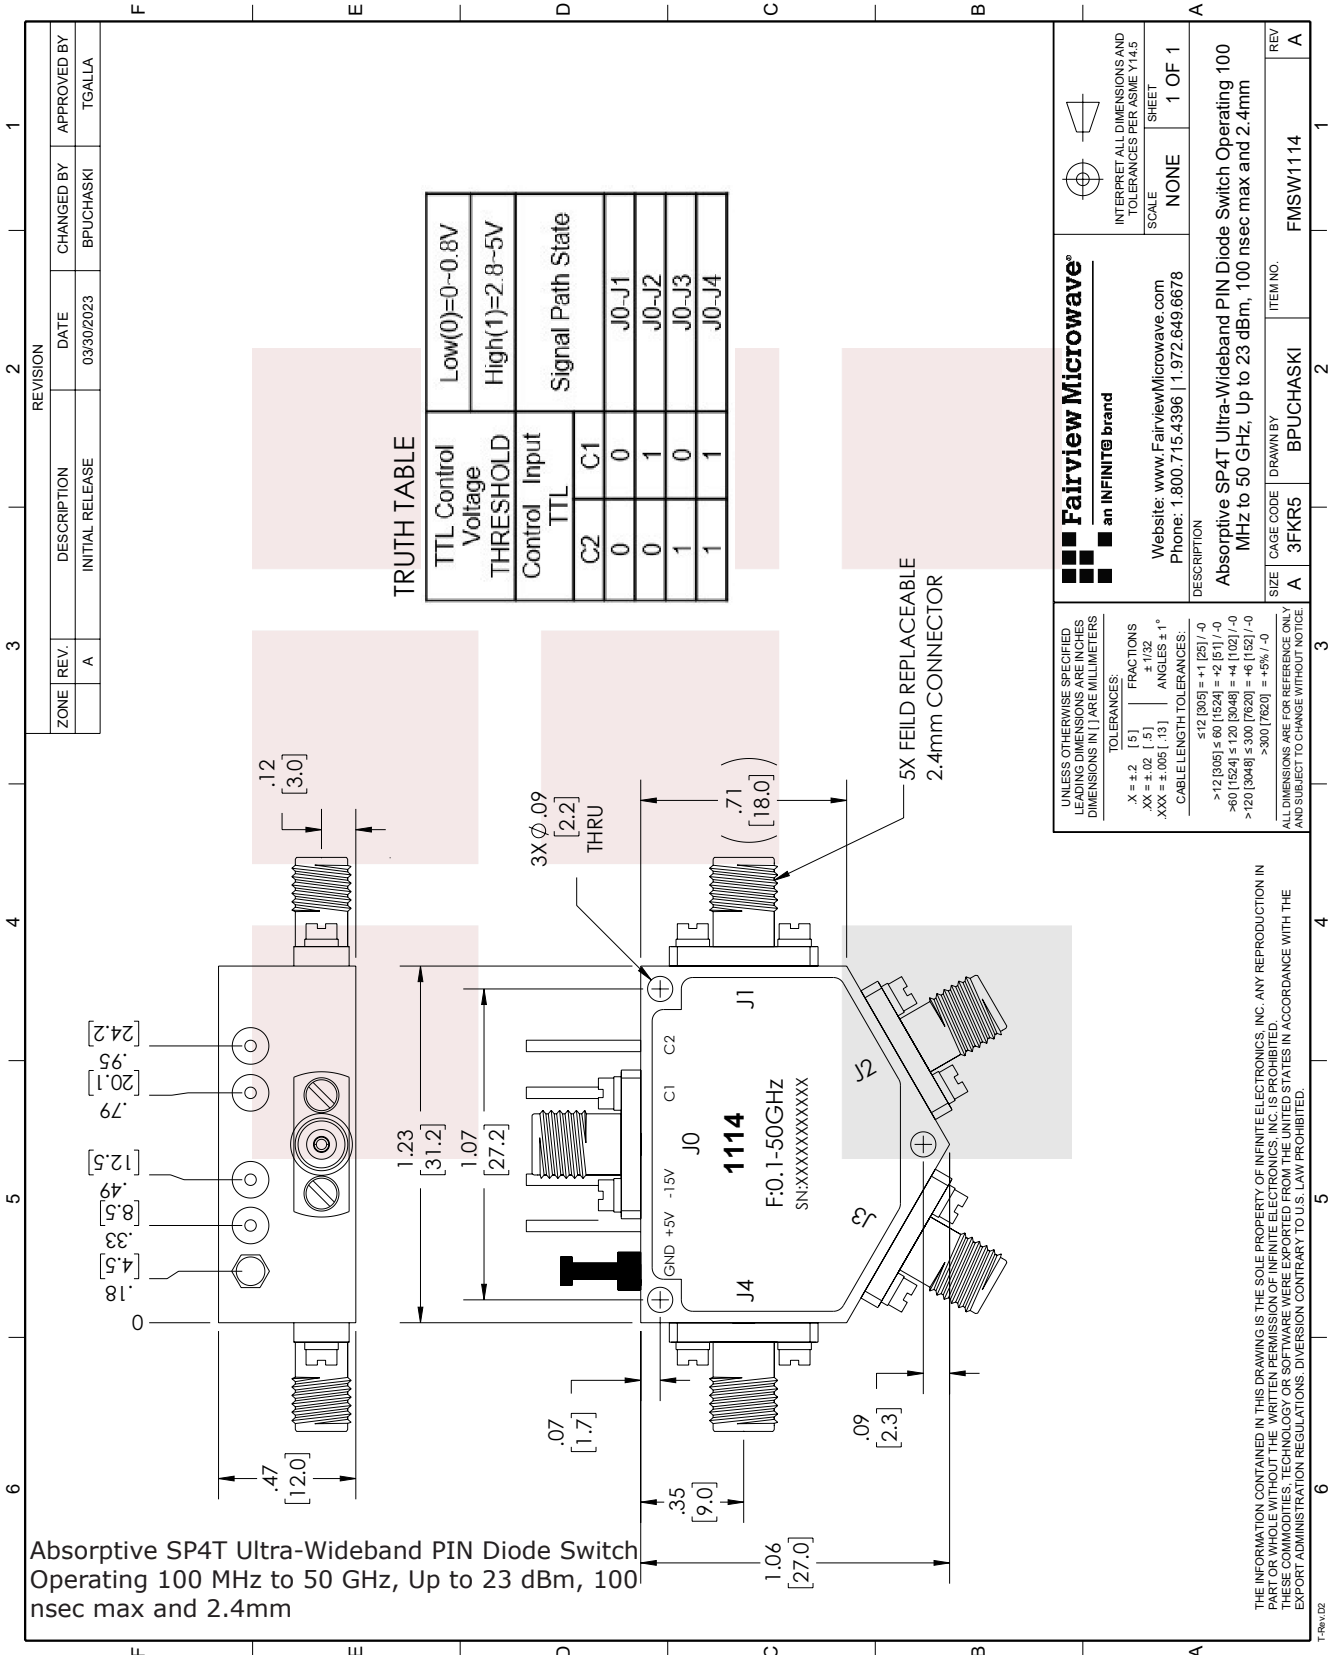 REVISION
ZONE REV. DESCRIPTION DATE CHANGED BY APPROVED BY
A INITIAL RELEASE 03/30/2023 BPUCHASKI TGALLA
6 5 4 3 2 1
F E D C B A
F E D C B A
.18 [4.5]
.33 [8.5]
.49 [12.5]
.79 [20.1]
.95 [24.2]
0
.12
[3.0]
.47
[12.0]
1.23
[31.2]
1.07
[27.2]
TRUTH TABLE
TTL Control Voltage THRESHOLD
Low(0)=0~0.8V
High(1)=2.8~5V
Control Input TTL
Signal Path State
C2 C1
0 0 J0-J1
0 1 J0-J2
1 0 J0-J3
1 1 J0-J4
3X ∅.09
[2.2]
THRU
.07
[1.7]
GND +5V -15V C1 C2
J0
J4 J1
1114
F:0.1-50GHz
SN:XXXXXXXXXXX
J3 J2
.71
[18.0]
.35
[9.0]
.09
[2.3]
1.06
[27.0]
5X FEILD REPLACEABLE
2.4mm CONNECTOR
Absorptive SP4T Ultra-Wideband PIN Diode Switch
Operating 100 MHz to 50 GHz, Up to 23 dBm, 100
nsec max and 2.4mm
UNLESS OTHERWISE SPECIFIED
LEADING DIMENSIONS ARE INCHES
DIMENSIONS IN [ ] ARE MILLIMETERS
TOLERANCES:
.X = ±.2 [5] FRACTIONS
.XX = ±.02 [.5] ± 1/32
.XXX = ±.005 [.13] ANGLES ± 1°
CABLE LENGTH TOLERANCES:
≤12 [305] = +1 [25] / -0
>12 [305] ≤ 60 [1524] = +2 [51] / -0
>60 [1524] ≤ 120 [3048] = +4 [102] / -0
>120 [3048] ≤ 300 [7620] = +6 [152] / -0
>300 [7620] = +5% / -0
ALL DIMENSIONS ARE FOR REFERENCE ONLY
AND SUBJECT TO CHANGE WITHOUT NOTICE.
Fairview Microwave®
an INFINIT@ brand
Website: www.FairviewMicrowave.com
Phone: 1.800.715.4396 | 1.972.649.6678
INTERPRET ALL DIMENSIONS AND
TOLERANCES PER ASME Y14.5
SCALE NONE
SHEET 1 OF 1
DESCRIPTION
Absorptive SP4T Ultra-Wideband PIN Diode Switch Operating 100
MHz to 50 GHz, Up to 23 dBm, 100 nsec max and 2.4mm
SIZE A
CAGE CODE 3FKR5
DRAWN BY BPUCHASKI
ITEM NO. FMSW1114
REV A
THE INFORMATION CONTAINED IN THIS DRAWING IS THE SOLE PROPERTY OF INFINITE ELECTRONICS, INC. ANY REPRODUCTION IN
PART OR WHOLE WITHOUT THE WRITTEN PERMISSION OF INFINITE ELECTRONICS, INC. IS PROHIBITED.
THESE COMMODITIES, TECHNOLOGY OR SOFTWARE WERE EXPORTED FROM THE UNITED STATES IN ACCORDANCE WITH THE
EXPORT ADMINISTRATION REGULATIONS. DIVERSION CONTRARY TO U.S. LAW PROHIBITED.
6 5 4 3 2 1
T-Rev.D2